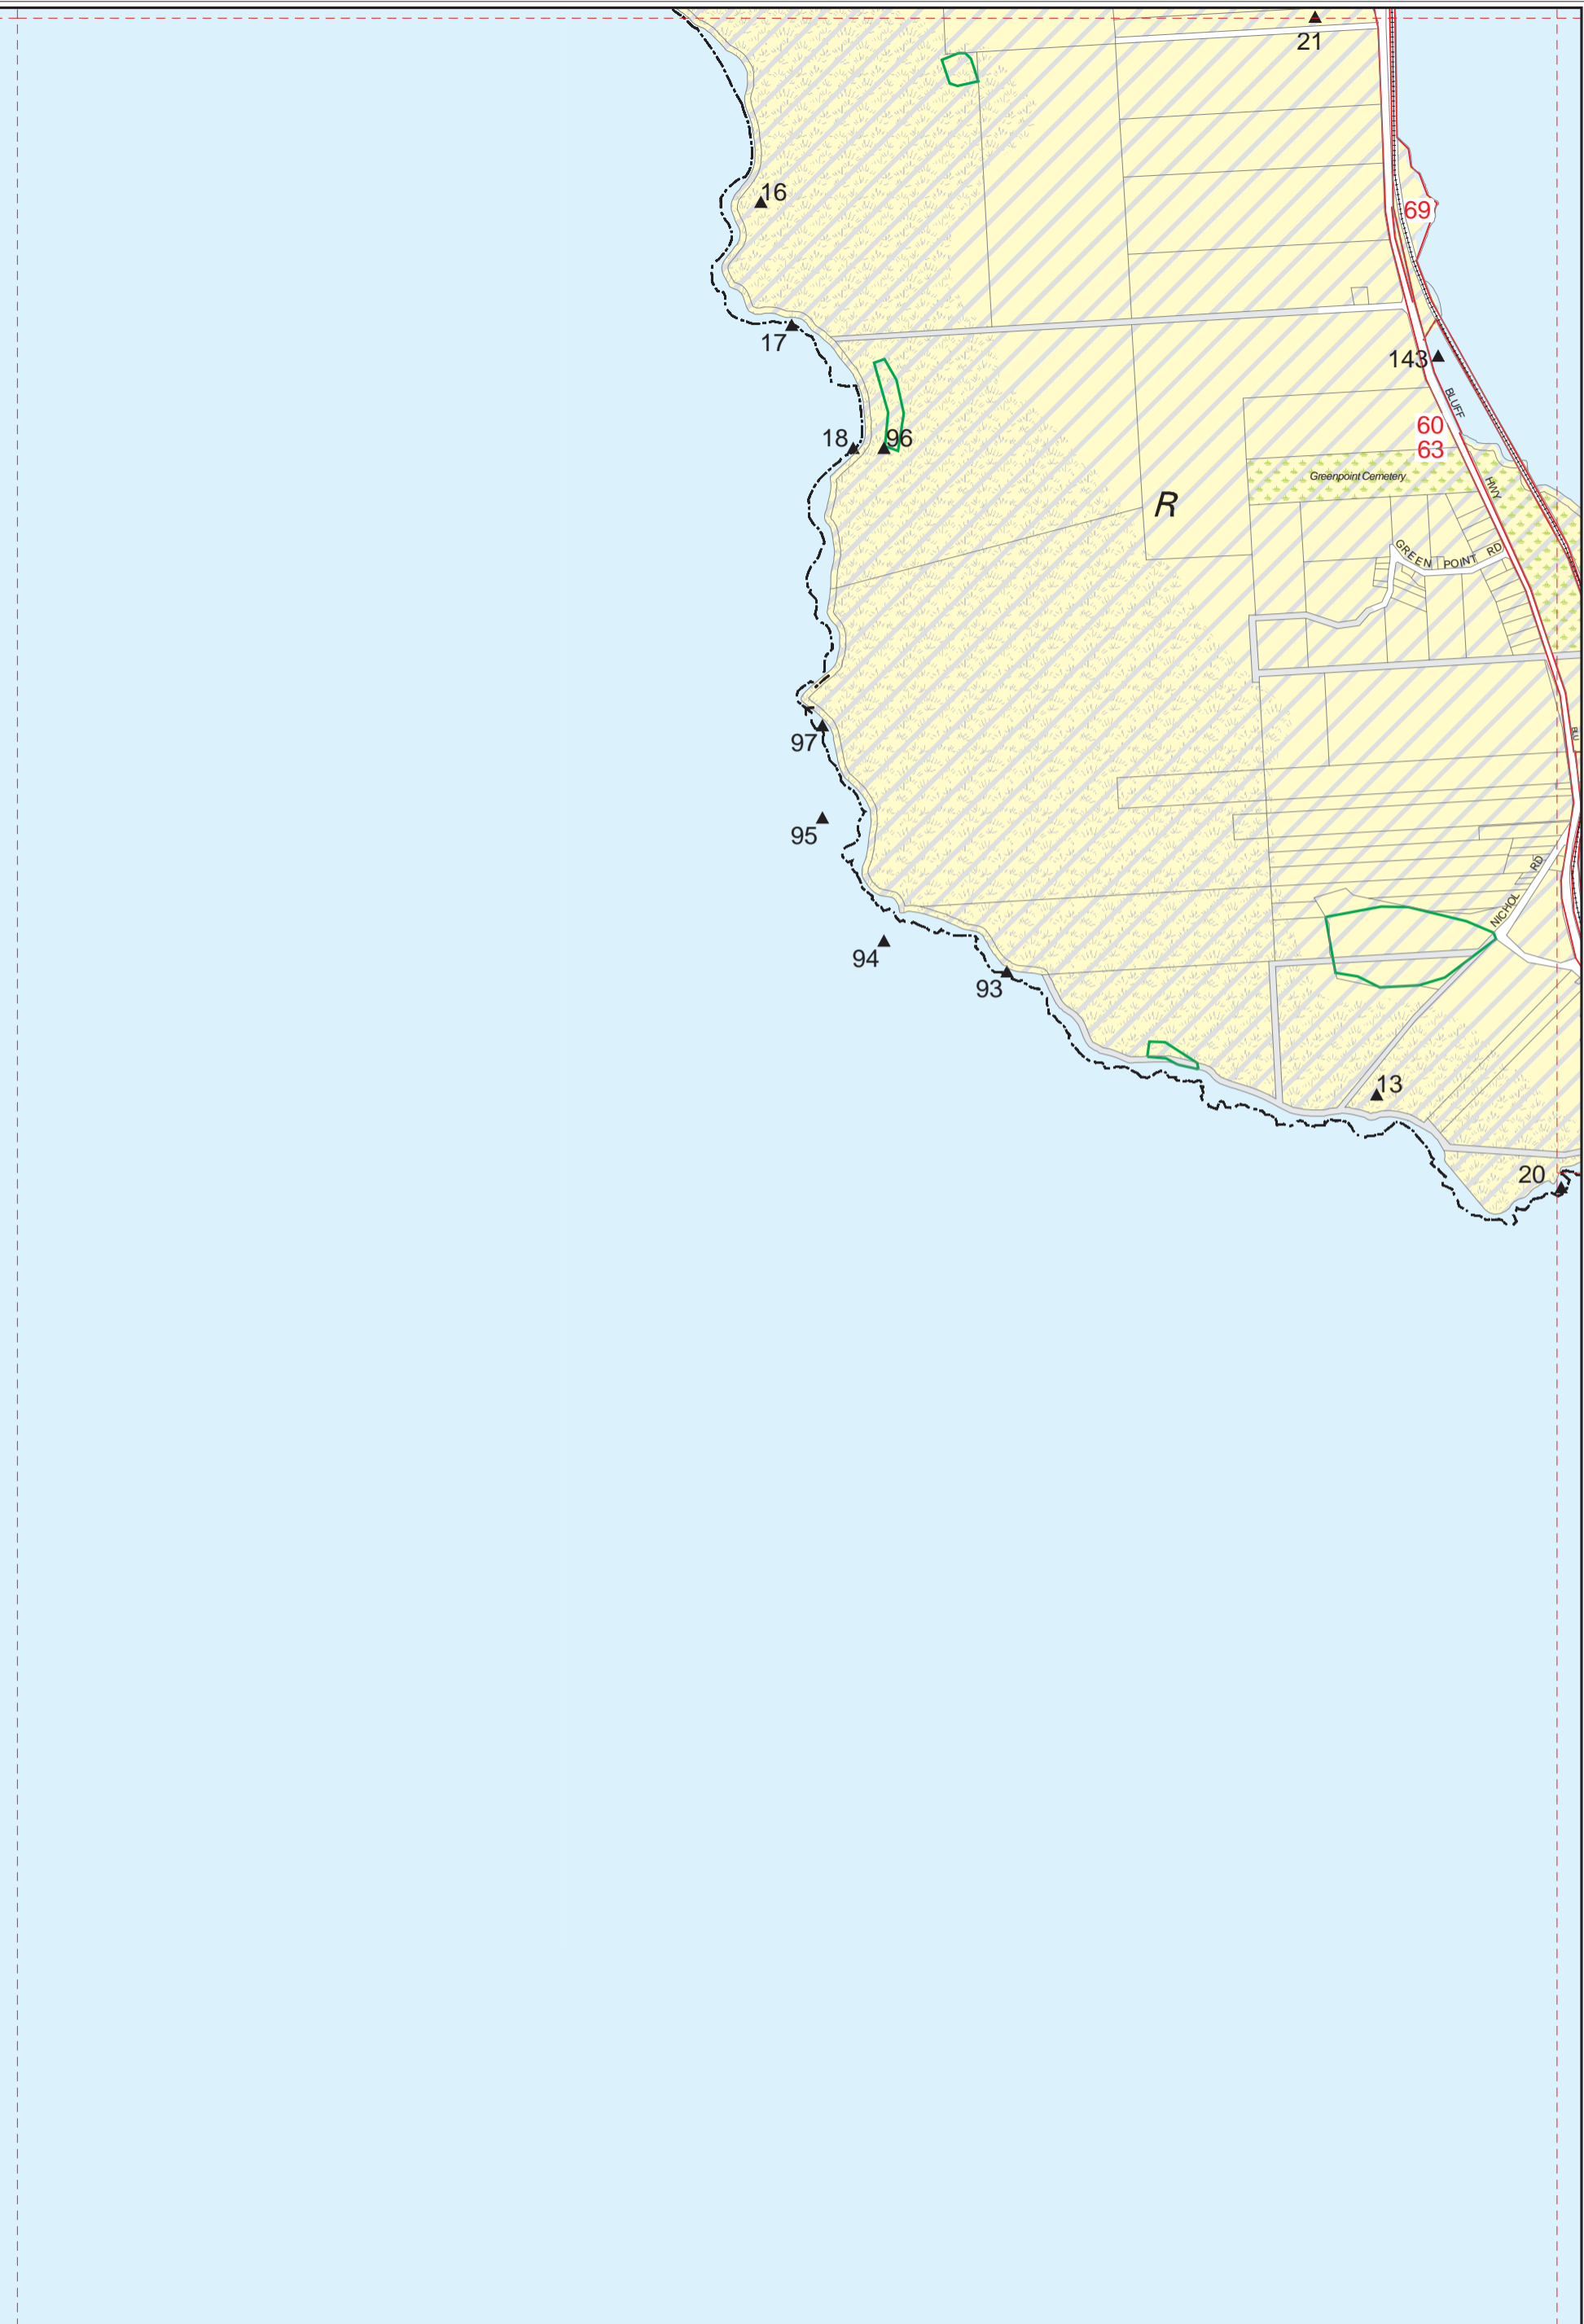 21
16
69
17
143
BLUFF
60
63
18
96
Greenpoint Cemetery
HWY
R
GREEN POINT RD
BLU
97
95
NICHOL RD
94
93
13
20